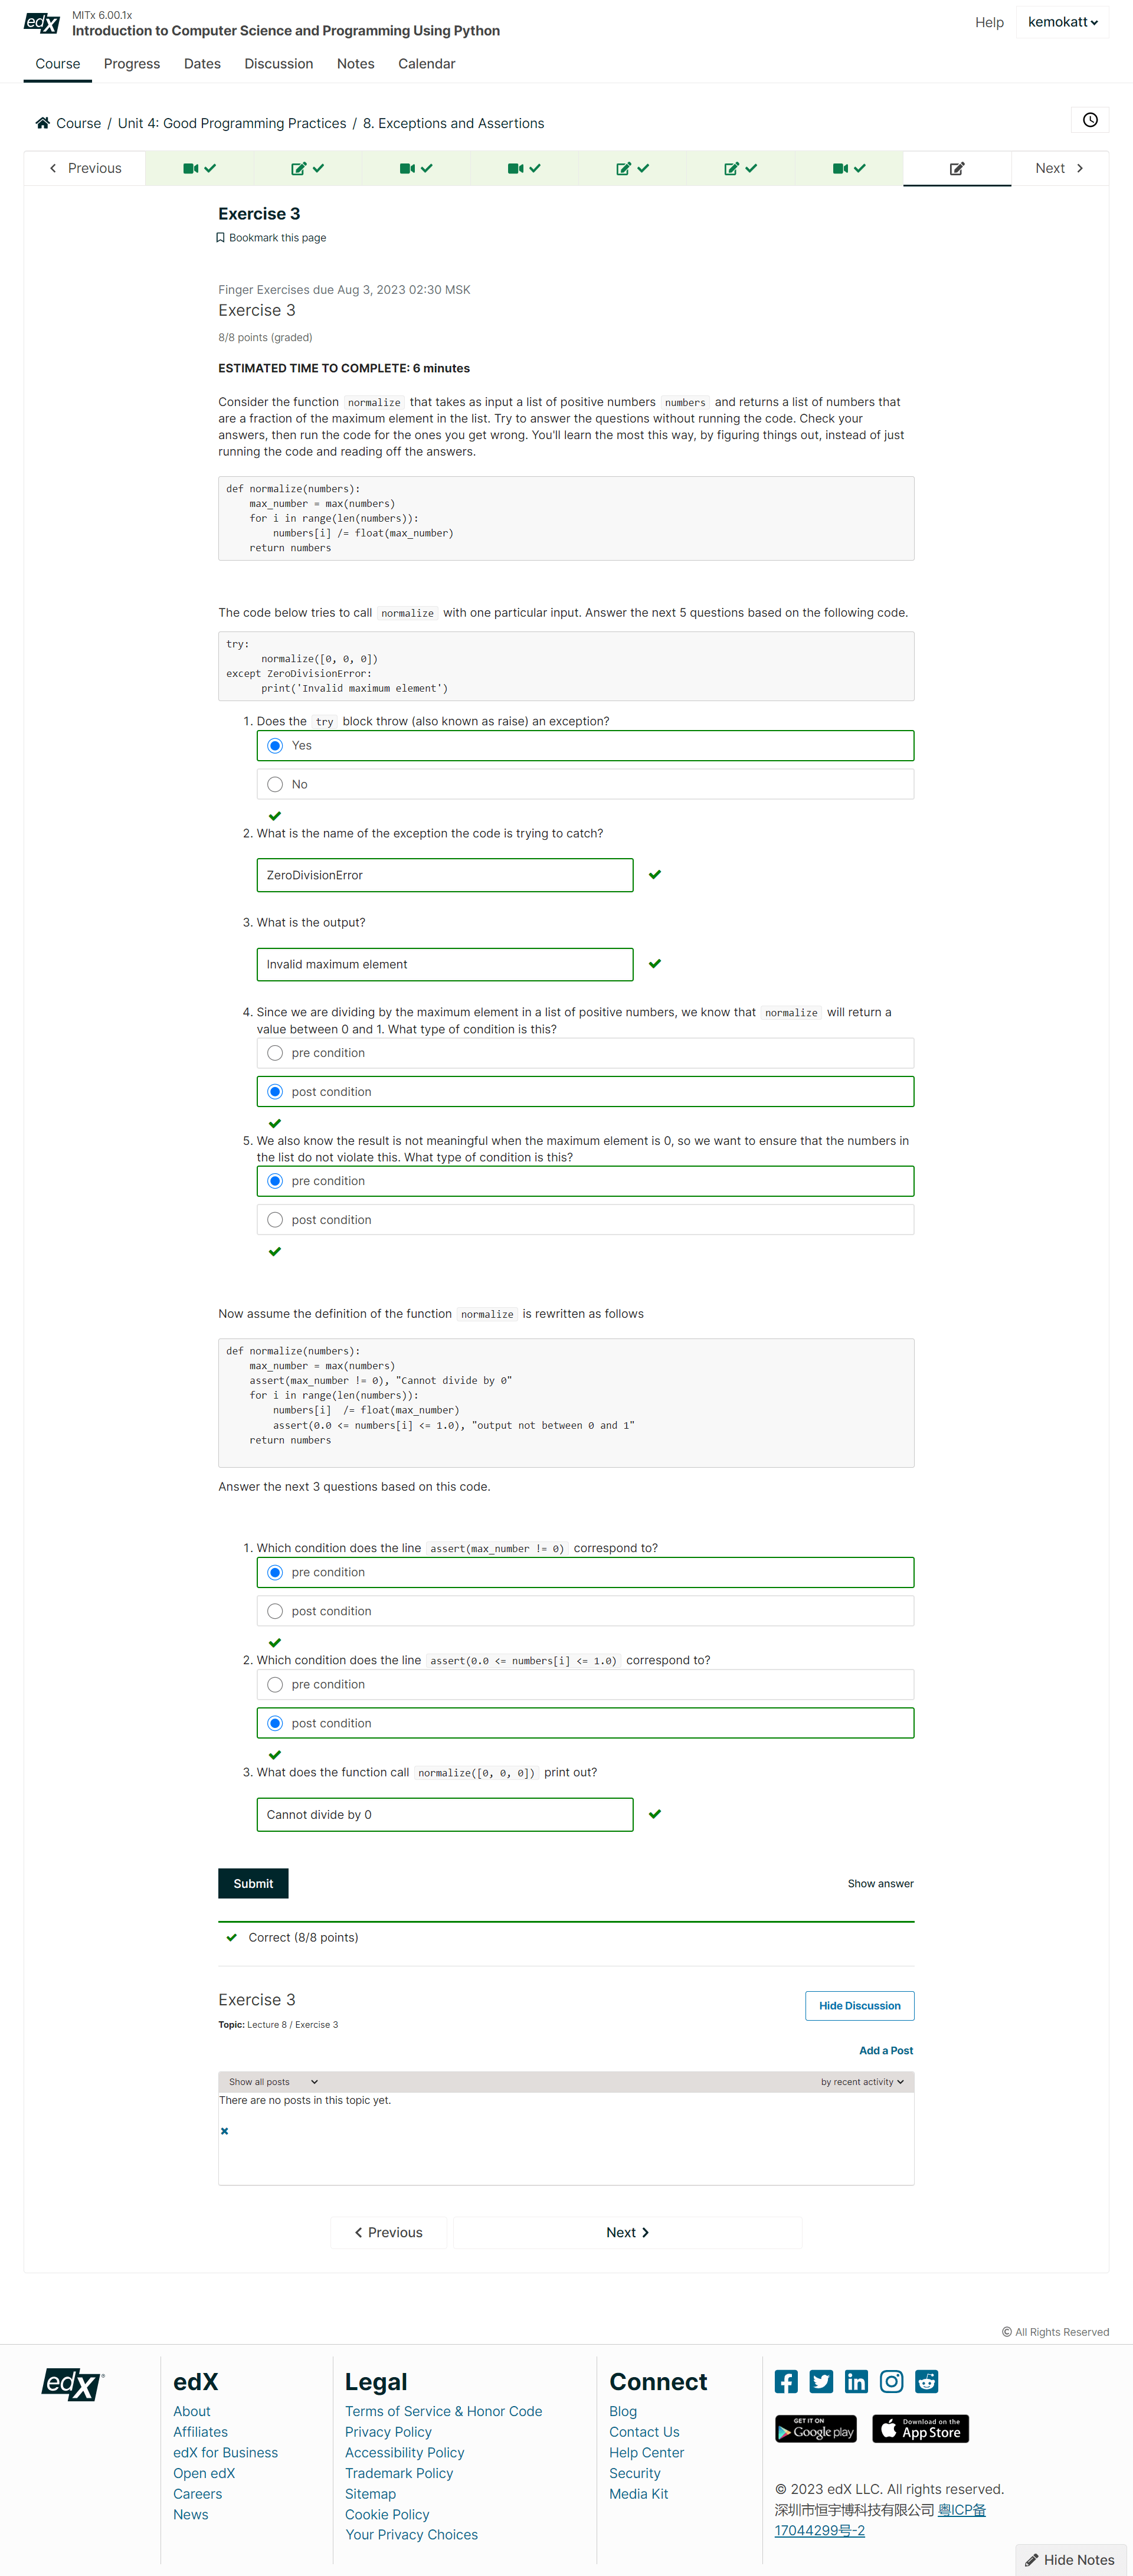 edX
MITx 6.00.1x
Introduction to Computer Science and Programming Using Python
Help
kemokatt
Course Progress Dates Discussion Notes Calendar
Course / Unit 4: Good Programming Practices / 8. Exceptions and Assertions
Previous
Next
Exercise 3
Bookmark this page
Finger Exercises due Aug 3, 2023 02:30 MSK
Exercise 3
8/8 points (graded)
ESTIMATED TIME TO COMPLETE: 6 minutes
Consider the function normalize that takes as input a list of positive numbers numbers and returns a list of numbers that
are a fraction of the maximum element in the list. Try to answer the questions without running the code. Check your
answers, then run the code for the ones you get wrong. You'll learn the most this way, by figuring things out, instead of just
running the code and reading off the answers.
def normalize(numbers):
    max_number = max(numbers)
    for i in range(len(numbers)):
        numbers[i] /= float(max_number)
    return numbers
The code below tries to call normalize with one particular input. Answer the next 5 questions based on the following code.
try:
      normalize([0, 0, 0])
except ZeroDivisionError:
      print('Invalid maximum element')
1. Does the try block throw (also known as raise) an exception?
Yes
No
2. What is the name of the exception the code is trying to catch?
ZeroDivisionError
3. What is the output?
Invalid maximum element
4. Since we are dividing by the maximum element in a list of positive numbers, we know that normalize will return a
value between 0 and 1. What type of condition is this?
pre condition
post condition
5. We also know the result is not meaningful when the maximum element is 0, so we want to ensure that the numbers in
the list do not violate this. What type of condition is this?
pre condition
post condition
Now assume the definition of the function normalize is rewritten as follows
def normalize(numbers):
    max_number = max(numbers)
    assert(max_number != 0), "Cannot divide by 0"
    for i in range(len(numbers)):
        numbers[i]  /= float(max_number)
        assert(0.0 <= numbers[i] <= 1.0), "output not between 0 and 1"
    return numbers
Answer the next 3 questions based on this code.
1. Which condition does the line assert(max_number != 0) correspond to?
pre condition
post condition
2. Which condition does the line assert(0.0 <= numbers[i] <= 1.0) correspond to?
pre condition
post condition
3. What does the function call normalize([0, 0, 0]) print out?
Cannot divide by 0
Submit
Show answer
Correct (8/8 points)
Exercise 3
Hide Discussion
Topic: Lecture 8 / Exercise 3
Add a Post
Show all posts
by recent activity
There are no posts in this topic yet.
Previous
Next
© All Rights Reserved
edX
edX
About
Affiliates
edX for Business
Open edX
Careers
News
Legal
Terms of Service & Honor Code
Privacy Policy
Accessibility Policy
Trademark Policy
Sitemap
Cookie Policy
Your Privacy Choices
Connect
Blog
Contact Us
Help Center
Security
Media Kit
GET IT ON
Google play
Download on the
App Store
© 2023 edX LLC. All rights reserved.
深圳市恒宇博科技有限公司 粤ICP备
17044299号-2
Hide Notes